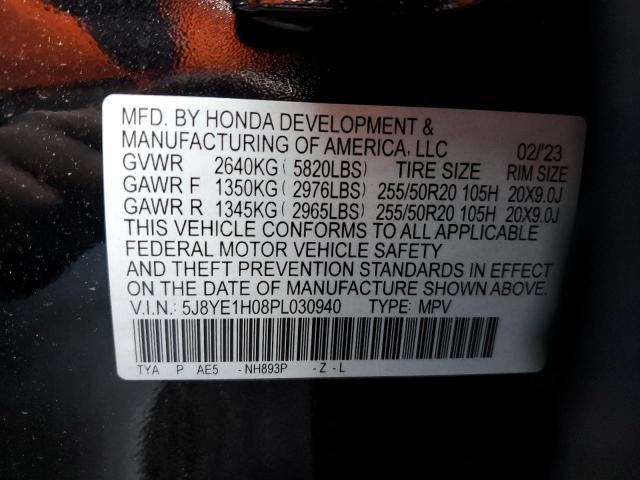 MFD. BY HONDA DEVELOPMENT &
MANUFACTURING OF AMERICA, LLC 02/'23
GVWR 2640KG ( 5820LBS) TIRE SIZE RIM SIZE
GAWR F 1350KG ( 2976LBS) 255/50R20 105H 20X9.0J
GAWR R 1345KG ( 2965LBS) 255/50R20 105H 20X9.0J
THIS VEHICLE CONFORMS TO ALL APPLICABLE
FEDERAL MOTOR VEHICLE SAFETY
AND THEFT PREVENTION STANDARDS IN EFFECT
ON THE DATE OF MANUFACTURE SHOWN ABOVE.
V.I.N.: 5J8YE1H08PL030940 TYPE: MPV
TYA P AE5 - NH893P - Z - L